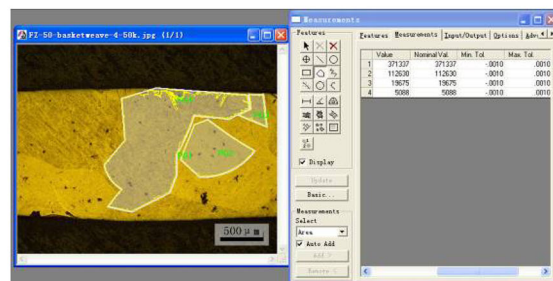 FZ-50-basketweave-4-50k.jpg (1/1)
500 μm
Measurements
Features
Features Measurements Input/Output Options Adv
Value Nominal Val. Min. Tol. Max. Tol.
1 371337 371337 -.0010 .0010
2 112630 112630 -.0010 .0010
3 19675 19675 -.0010 .0010
4 5088 5088 -.0010 .0010
Display
Update
Basic...
Measurements
Select
Area
Auto Add
Add >
Remove <